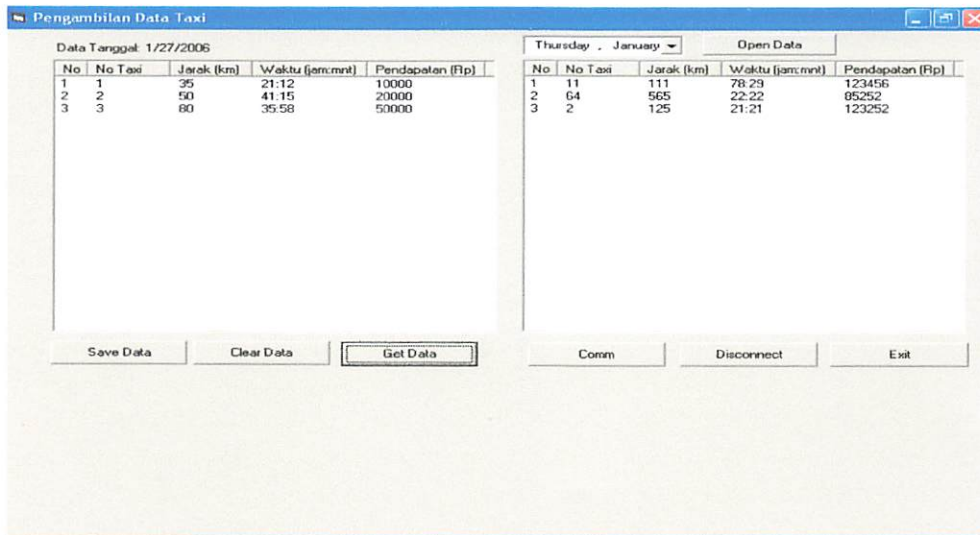 Pengambilan Data Taxi
Data Tanggal: 1/27/2006
No No Taxi Jarak (km) Waktu (jam:mnt) Pendapatan (Rp)
1 1 35 21:12 10000
2 2 50 41:15 20000
3 3 80 35:58 50000
Save Data Clear Data Get Data
Thursday , January Open Data
No No Taxi Jarak (km) Waktu (jam:mnt) Pendapatan (Rp)
1 11 111 78:29 123456
2 64 565 22:22 85252
3 2 125 21:21 123252
Comm Disconnect Exit